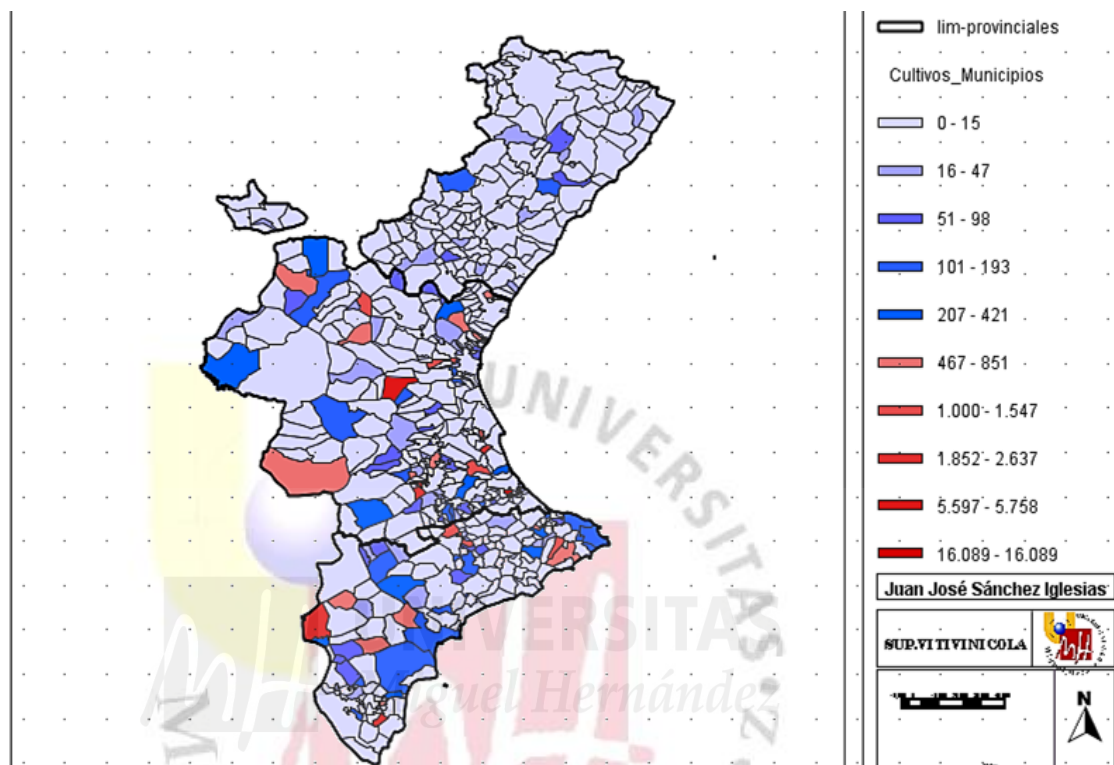 lim-provinciales
Cultivos_Municipios
0 - 15
16 - 47
51 - 98
101 - 193
207 - 421
467 - 851
1.000 - 1.547
1.852 - 2.637
5.597 - 5.758
16.089 - 16.089
Juan José Sánchez Iglesias
SUP.VITIVINICOLA
N
UNIVERSITAS
UNIVERSITAS
Miguel Hernández